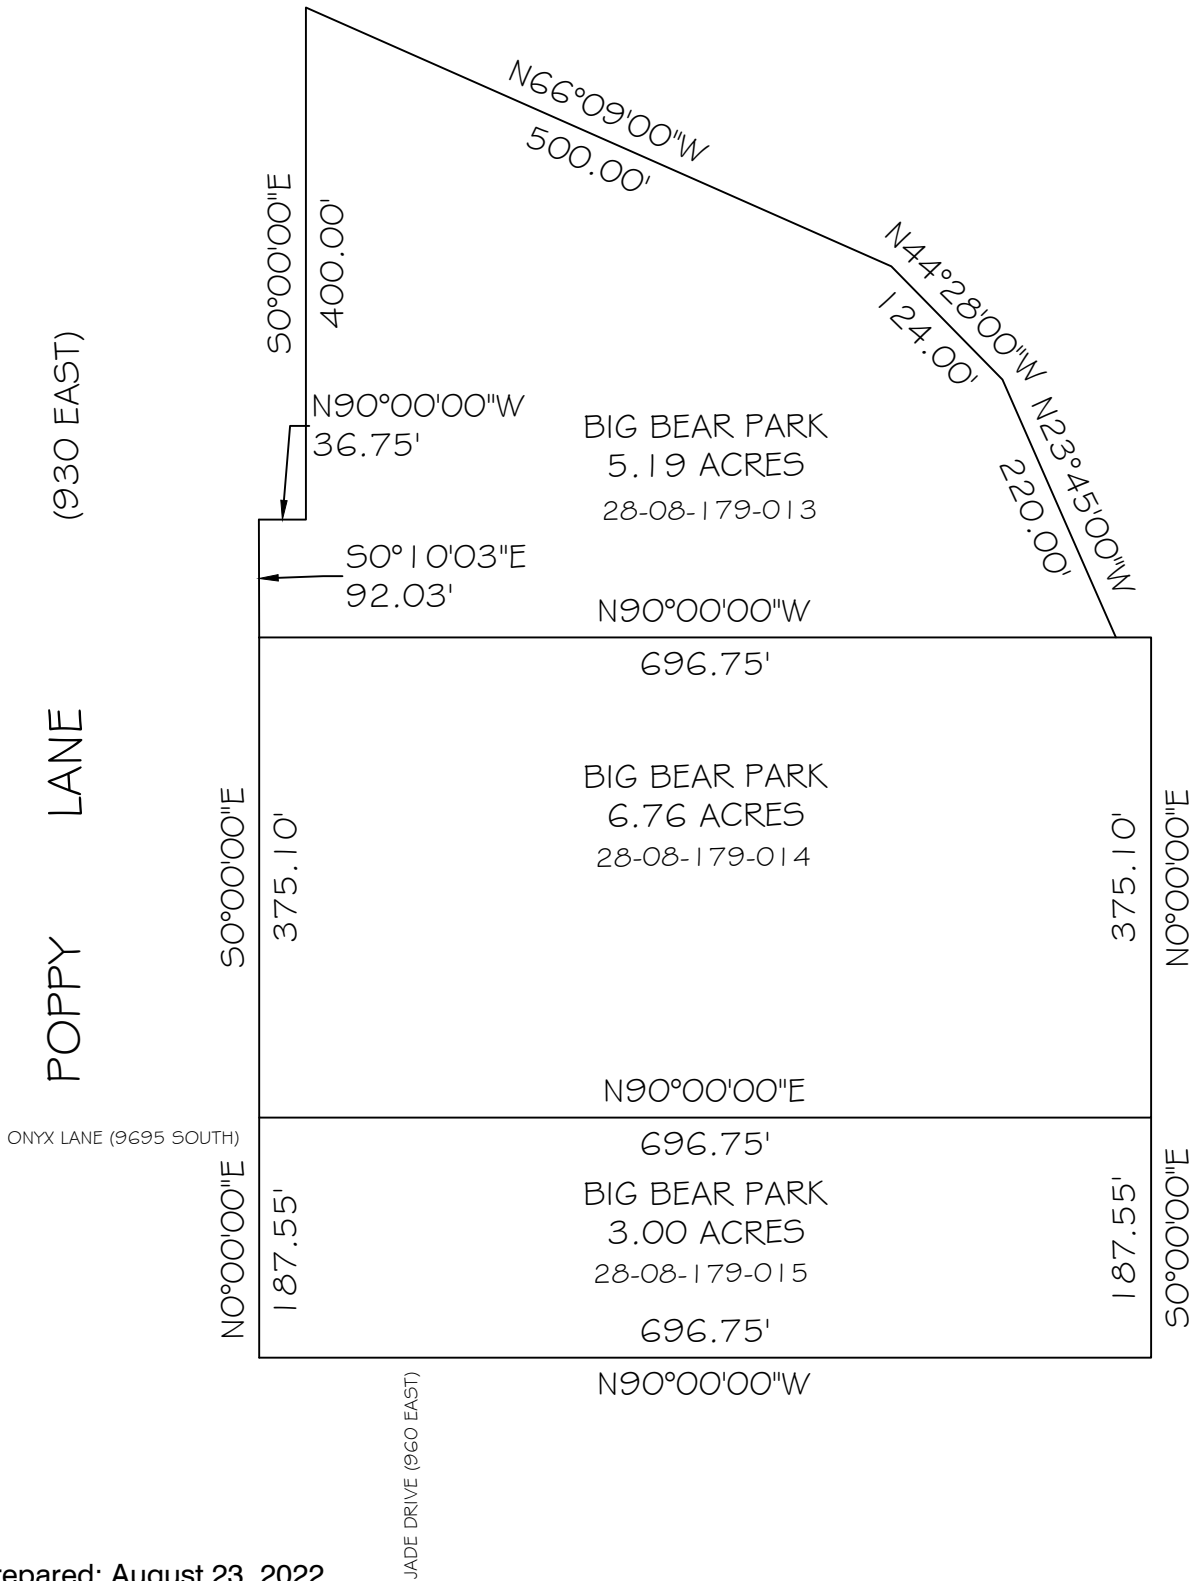 N66°09'00"W
500.00'
S0°00'00"E
400.00'
N44°28'00"W
124.00'
(930 EAST)
N90°00'00"W
36.75'
BIG BEAR PARK
5.19 ACRES
28-08-179-013
N23°45'00"W
220.00'
S0°10'03"E
92.03'
N90°00'00"W
696.75'
POPPY LANE
BIG BEAR PARK
6.76 ACRES
28-08-179-014
S0°00'00"E
375.10'
375.10'
N0°00'00"E
N90°00'00"E
696.75'
ONYX LANE (9695 SOUTH)
N0°00'00"E
187.55'
BIG BEAR PARK
3.00 ACRES
28-08-179-015
187.55'
S0°00'00"E
696.75'
N90°00'00"W
JADE DRIVE (960 EAST)
repared: August 23, 2022